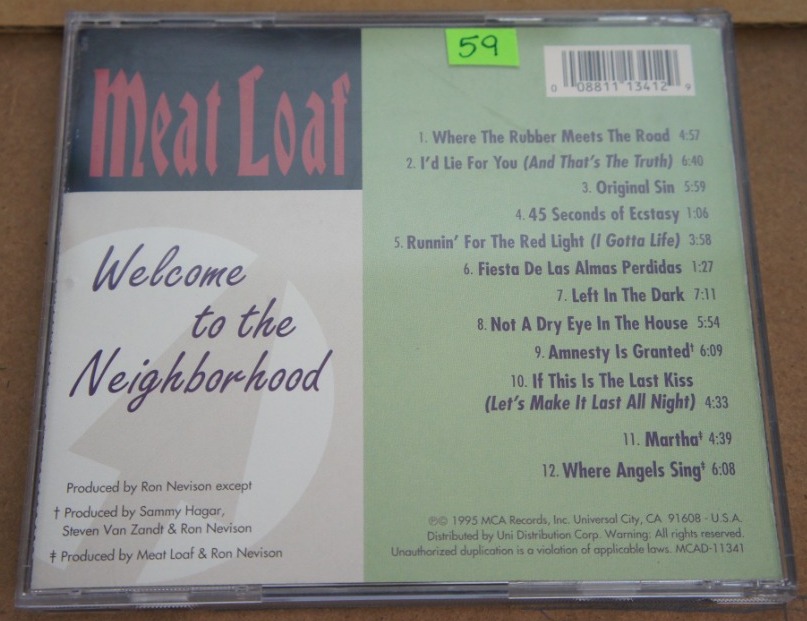 59
Meat Loaf
0 08811 13412 9
Welcome
to the
Neighborhood
Produced by Ron Nevison except
† Produced by Sammy Hagar,
Steven Van Zandt & Ron Nevison
‡ Produced by Meat Loaf & Ron Nevison
1. Where The Rubber Meets The Road 4:57
2. I'd Lie For You (And That's The Truth) 6:40
3. Original Sin 5:59
4. 45 Seconds of Ecstasy 1:06
5. Runnin' For The Red Light (I Gotta Life) 3:58
6. Fiesta De Las Almas Perdidas 1:27
7. Left In The Dark 7:11
8. Not A Dry Eye In The House 5:54
9. Amnesty Is Granted† 6:09
10. If This Is The Last Kiss
(Let's Make It Last All Night) 4:33
11. Martha‡ 4:39
12. Where Angels Sing‡ 6:08
℗© 1995 MCA Records, Inc. Universal City, CA 91608 - U.S.A.
Distributed by Uni Distribution Corp. Warning: All rights reserved.
Unauthorized duplication is a violation of applicable laws. MCAD-11341